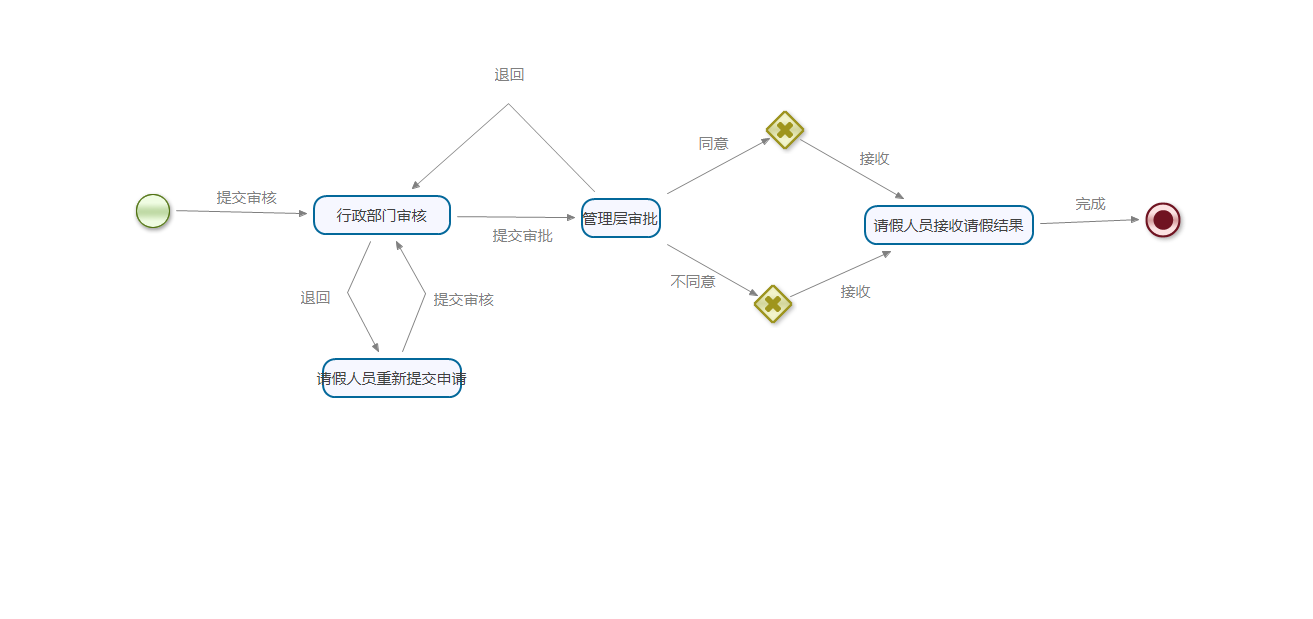 退回
同意
接收
提交审核
行政部门审核
管理层审批
提交审批
请假人员接收请假结果
完成
不同意
接收
退回
提交审核
请假人员重新提交申请